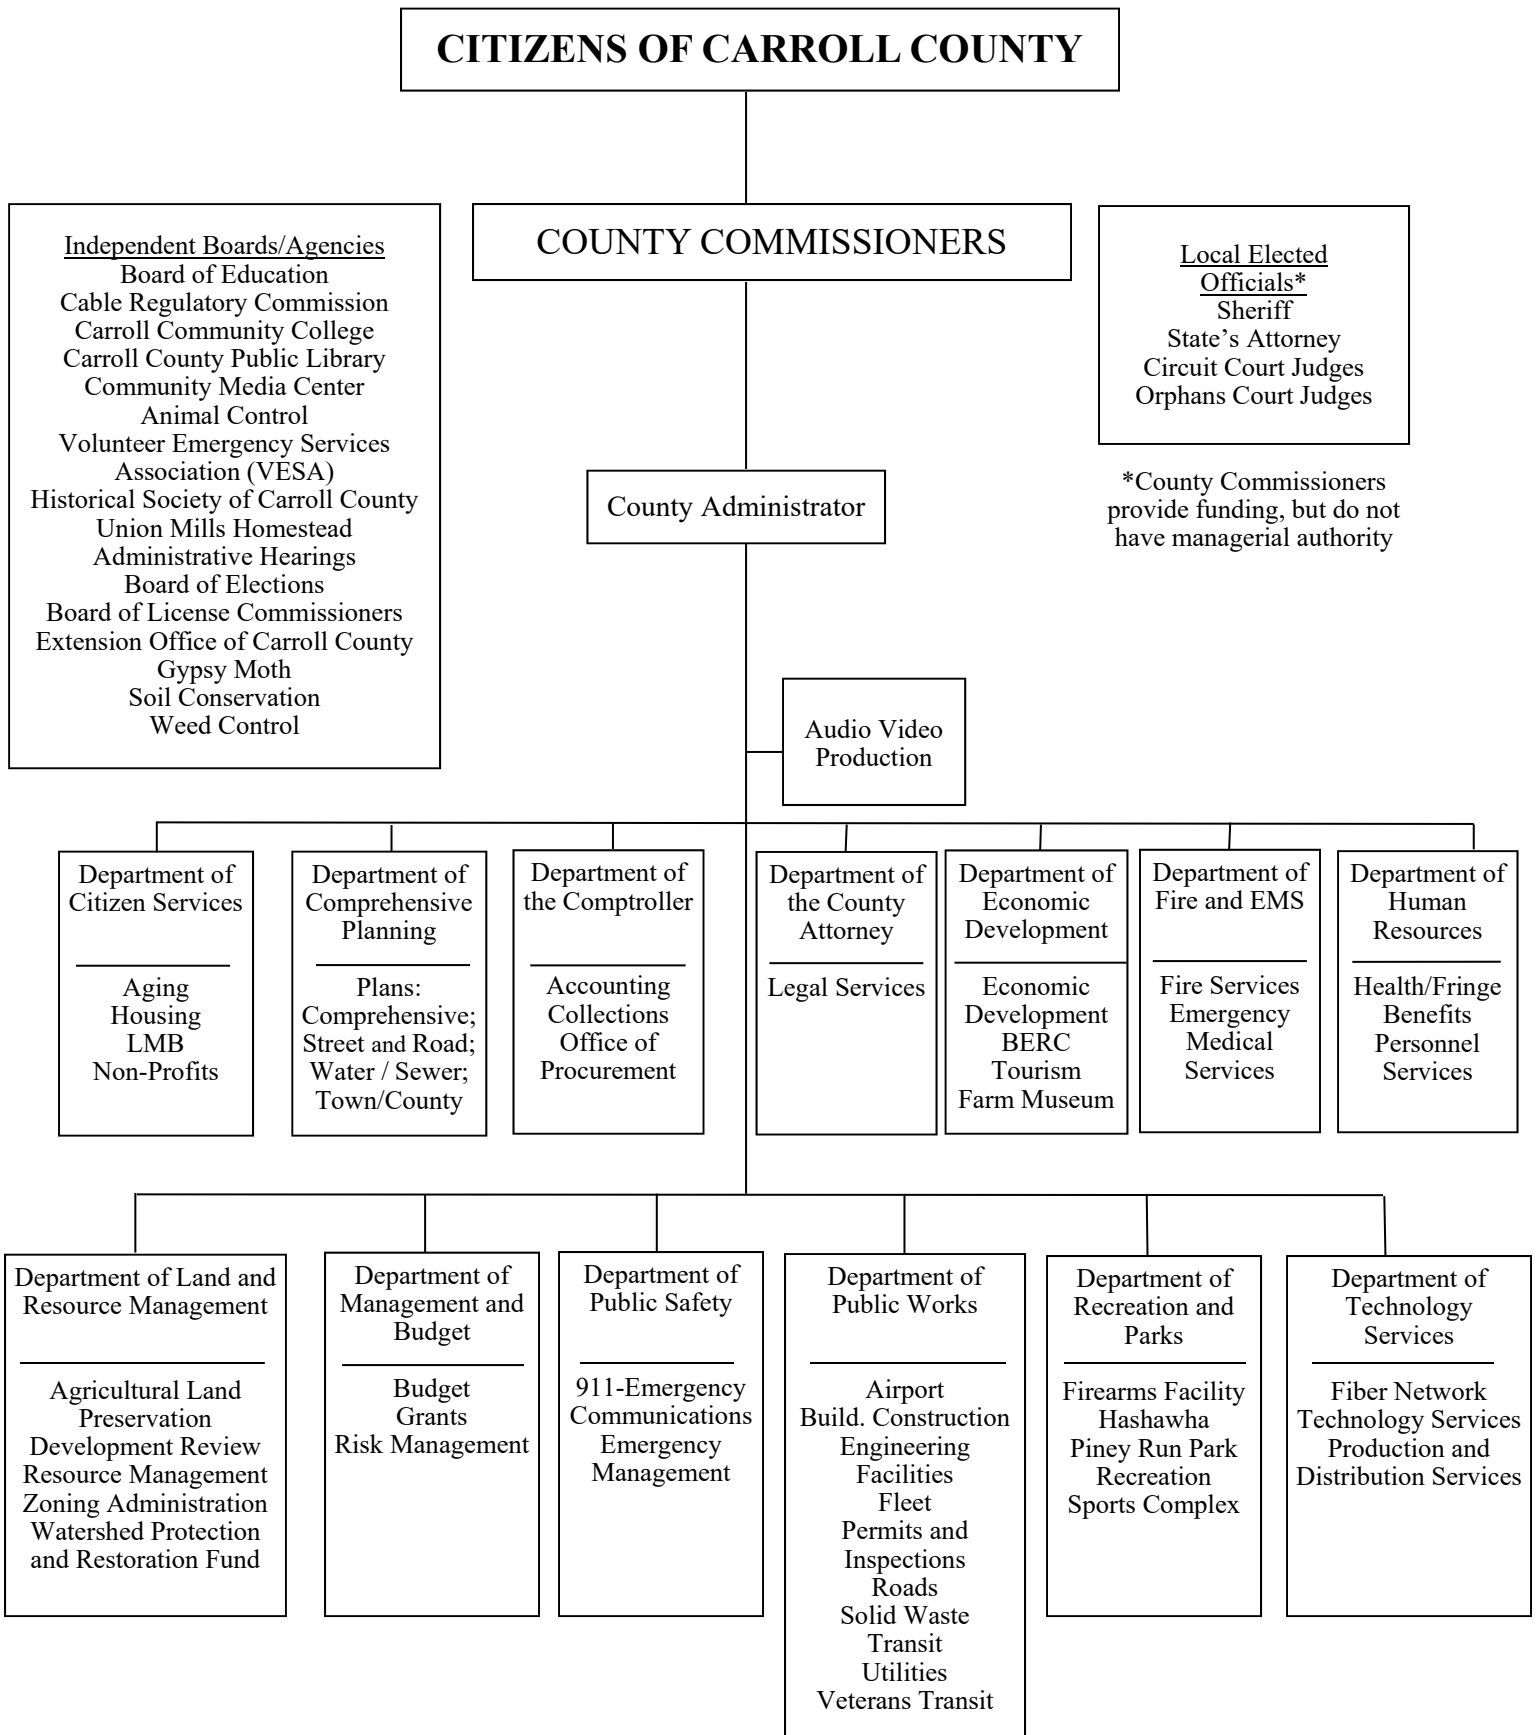 CITIZENS OF CARROLL COUNTY
COUNTY COMMISSIONERS
Independent Boards/Agencies
Board of Education
Cable Regulatory Commission
Carroll Community College
Carroll County Public Library
Community Media Center
Animal Control
Volunteer Emergency Services
Association (VESA)
Historical Society of Carroll County
Union Mills Homestead
Administrative Hearings
Board of Elections
Board of License Commissioners
Extension Office of Carroll County
Gypsy Moth
Soil Conservation
Weed Control
Local Elected
Officials*
Sheriff
State’s Attorney
Circuit Court Judges
Orphans Court Judges
*County Commissioners
provide funding, but do not
have managerial authority
County Administrator
Audio Video
Production
Department of
Citizen Services
Aging
Housing
LMB
Non-Profits
Department of
Comprehensive
Planning
Plans:
Comprehensive;
Street and Road;
Water / Sewer;
Town/County
Department of
the Comptroller
Accounting
Collections
Office of
Procurement
Department of
the County
Attorney
Legal Services
Department of
Economic
Development
Economic
Development
BERC
Tourism
Farm Museum
Department of
Fire and EMS
Fire Services
Emergency
Medical
Services
Department of
Human
Resources
Health/Fringe
Benefits
Personnel
Services
Department of Land and
Resource Management
Agricultural Land
Preservation
Development Review
Resource Management
Zoning Administration
Watershed Protection
and Restoration Fund
Department of
Management and
Budget
Budget
Grants
Risk Management
Department of
Public Safety
911-Emergency
Communications
Emergency
Management
Department of
Public Works
Airport
Build. Construction
Engineering
Facilities
Fleet
Permits and
Inspections
Roads
Solid Waste
Transit
Utilities
Veterans Transit
Department of
Recreation and
Parks
Firearms Facility
Hashawha
Piney Run Park
Recreation
Sports Complex
Department of
Technology
Services
Fiber Network
Technology Services
Production and
Distribution Services